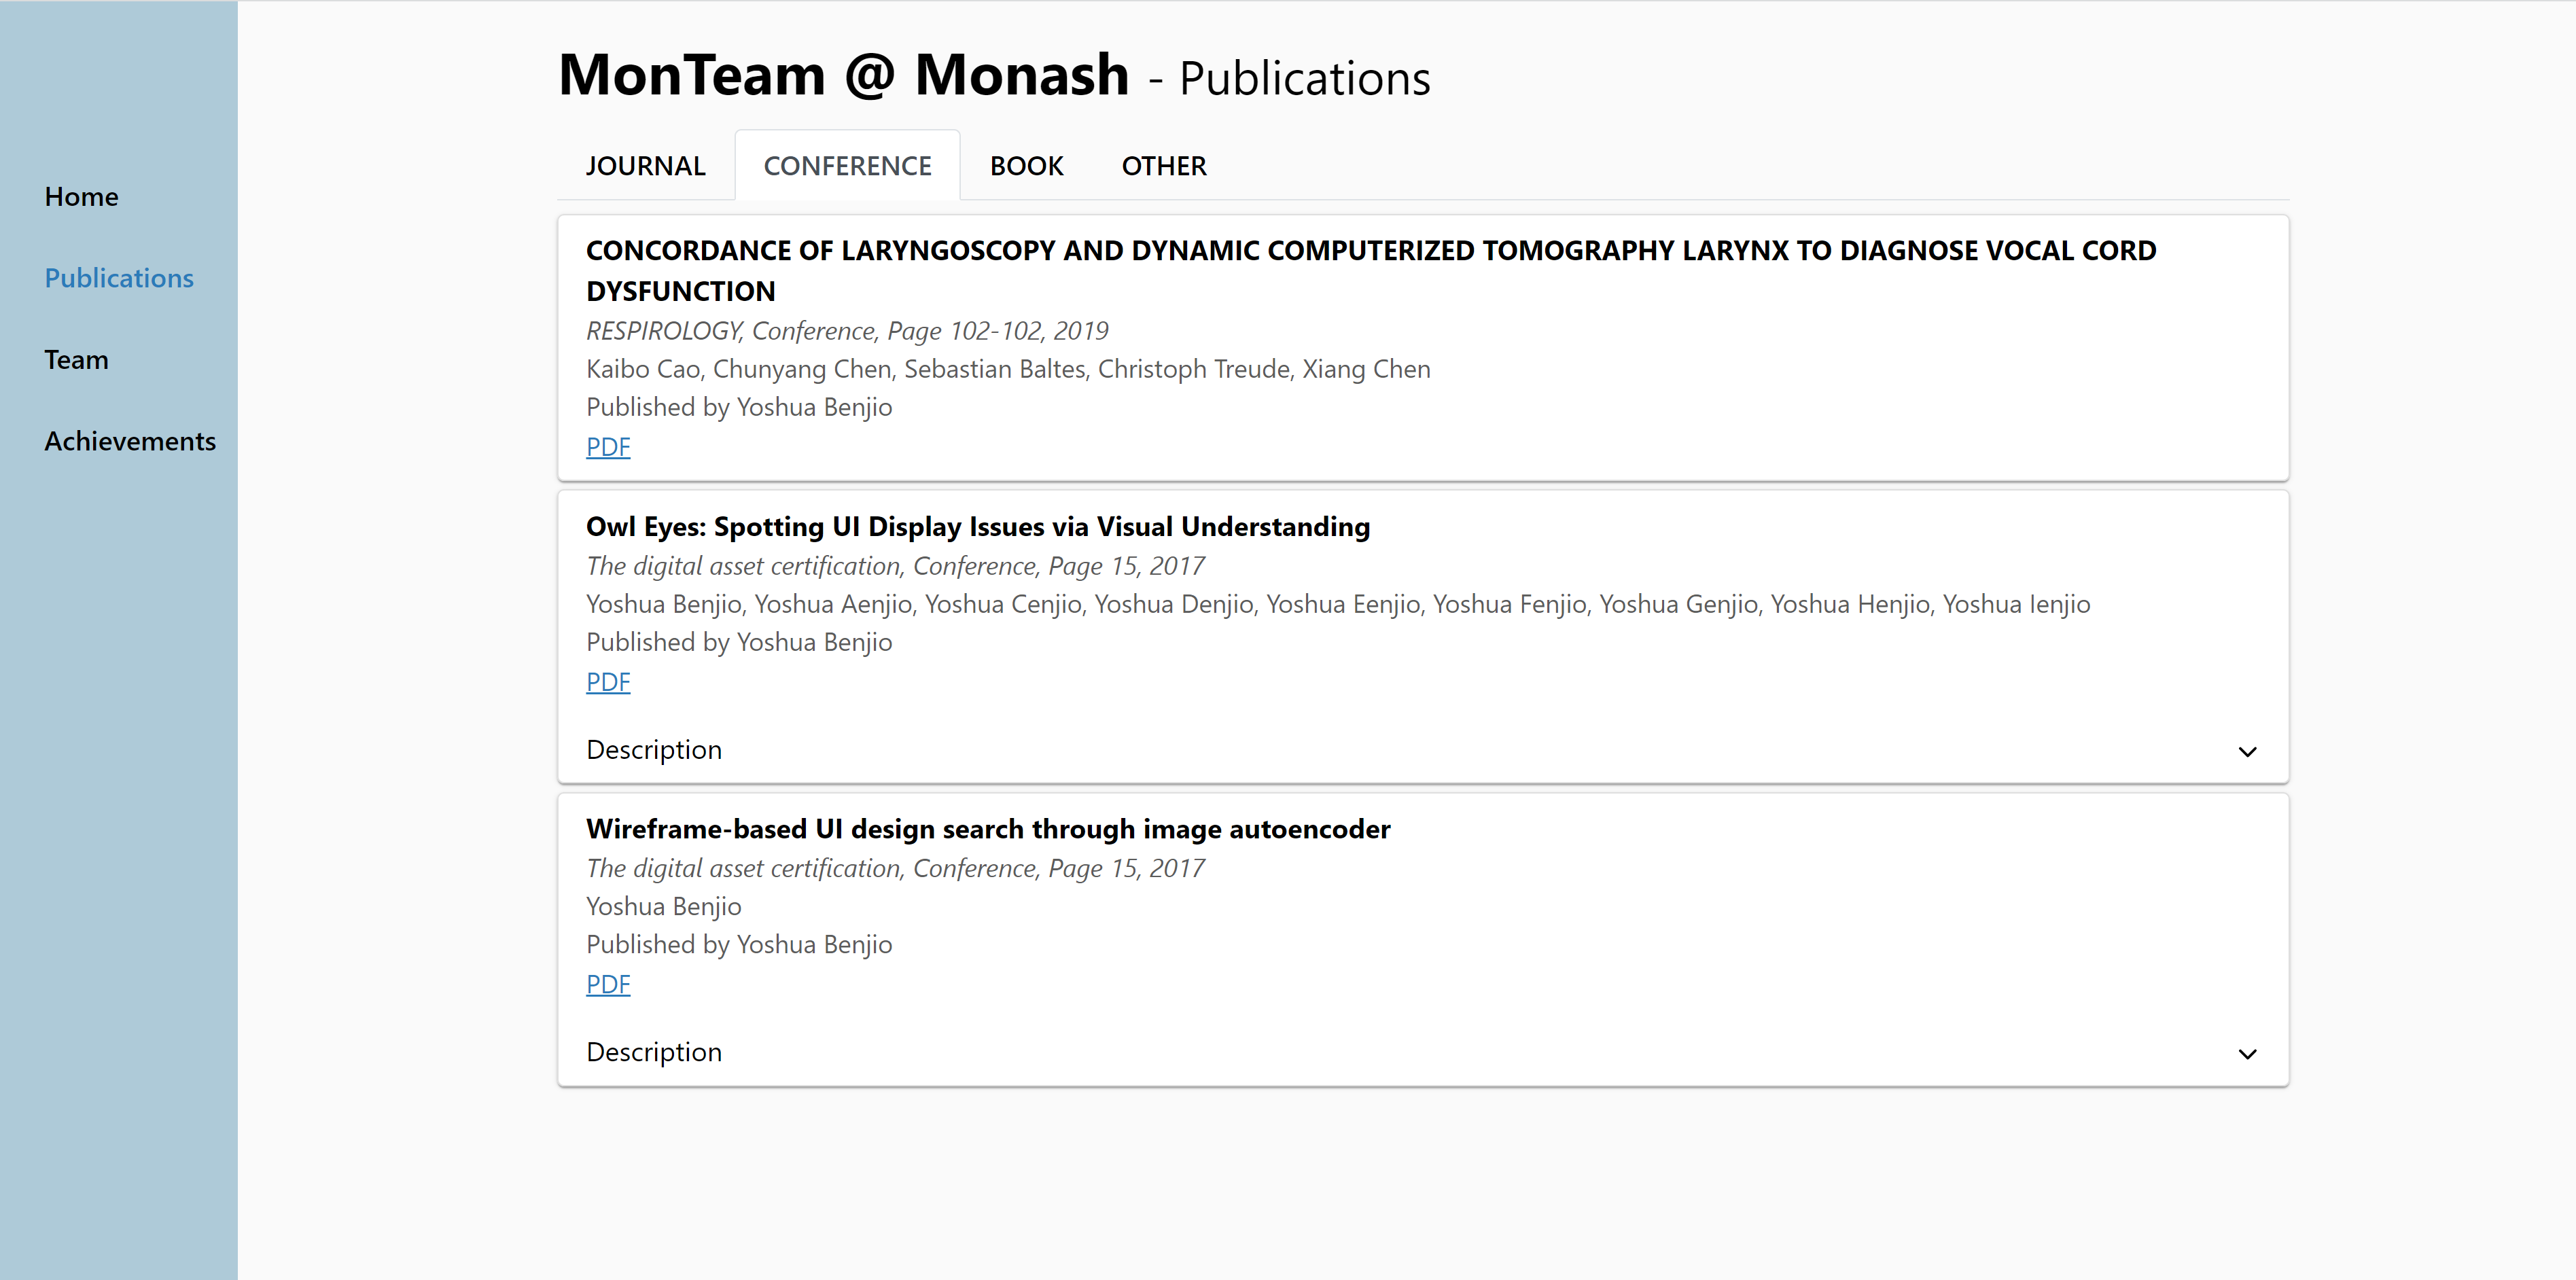 Home
Publications
Team
Achievements
MonTeam @ Monash - Publications
JOURNAL CONFERENCE BOOK OTHER
CONCORDANCE OF LARYNGOSCOPY AND DYNAMIC COMPUTERIZED TOMOGRAPHY LARYNX TO DIAGNOSE VOCAL CORD
DYSFUNCTION
RESPIROLOGY, Conference, Page 102-102, 2019
Kaibo Cao, Chunyang Chen, Sebastian Baltes, Christoph Treude, Xiang Chen
Published by Yoshua Benjio
PDF
Owl Eyes: Spotting UI Display Issues via Visual Understanding
The digital asset certification, Conference, Page 15, 2017
Yoshua Benjio, Yoshua Aenjio, Yoshua Cenjio, Yoshua Denjio, Yoshua Eenjio, Yoshua Fenjio, Yoshua Genjio, Yoshua Henjio, Yoshua Ienjio
Published by Yoshua Benjio
PDF
Description
Wireframe-based UI design search through image autoencoder
The digital asset certification, Conference, Page 15, 2017
Yoshua Benjio
Published by Yoshua Benjio
PDF
Description